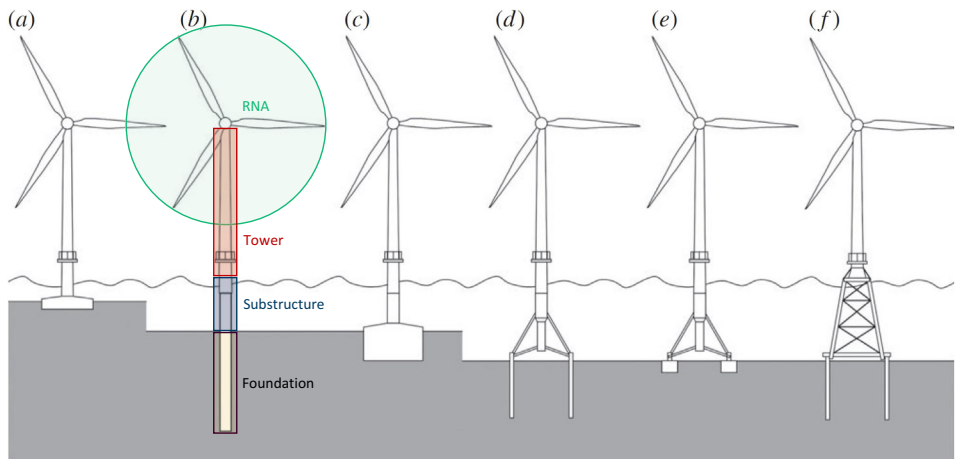 (a) (b) (c) (d) (e) (f)
RNA
Tower
Substructure
Foundation